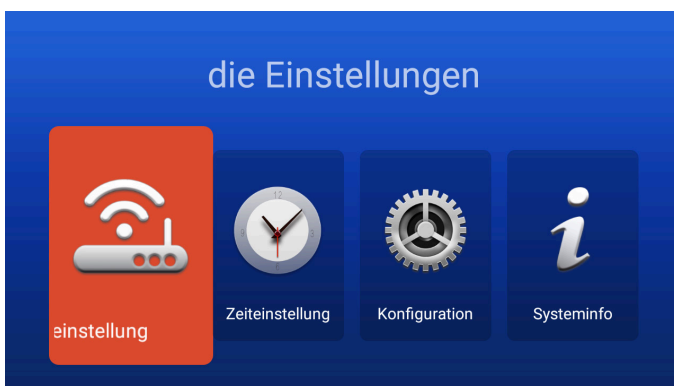 die Einstellungen
einstellung
Zeiteinstellung
Konfiguration
Systeminfo